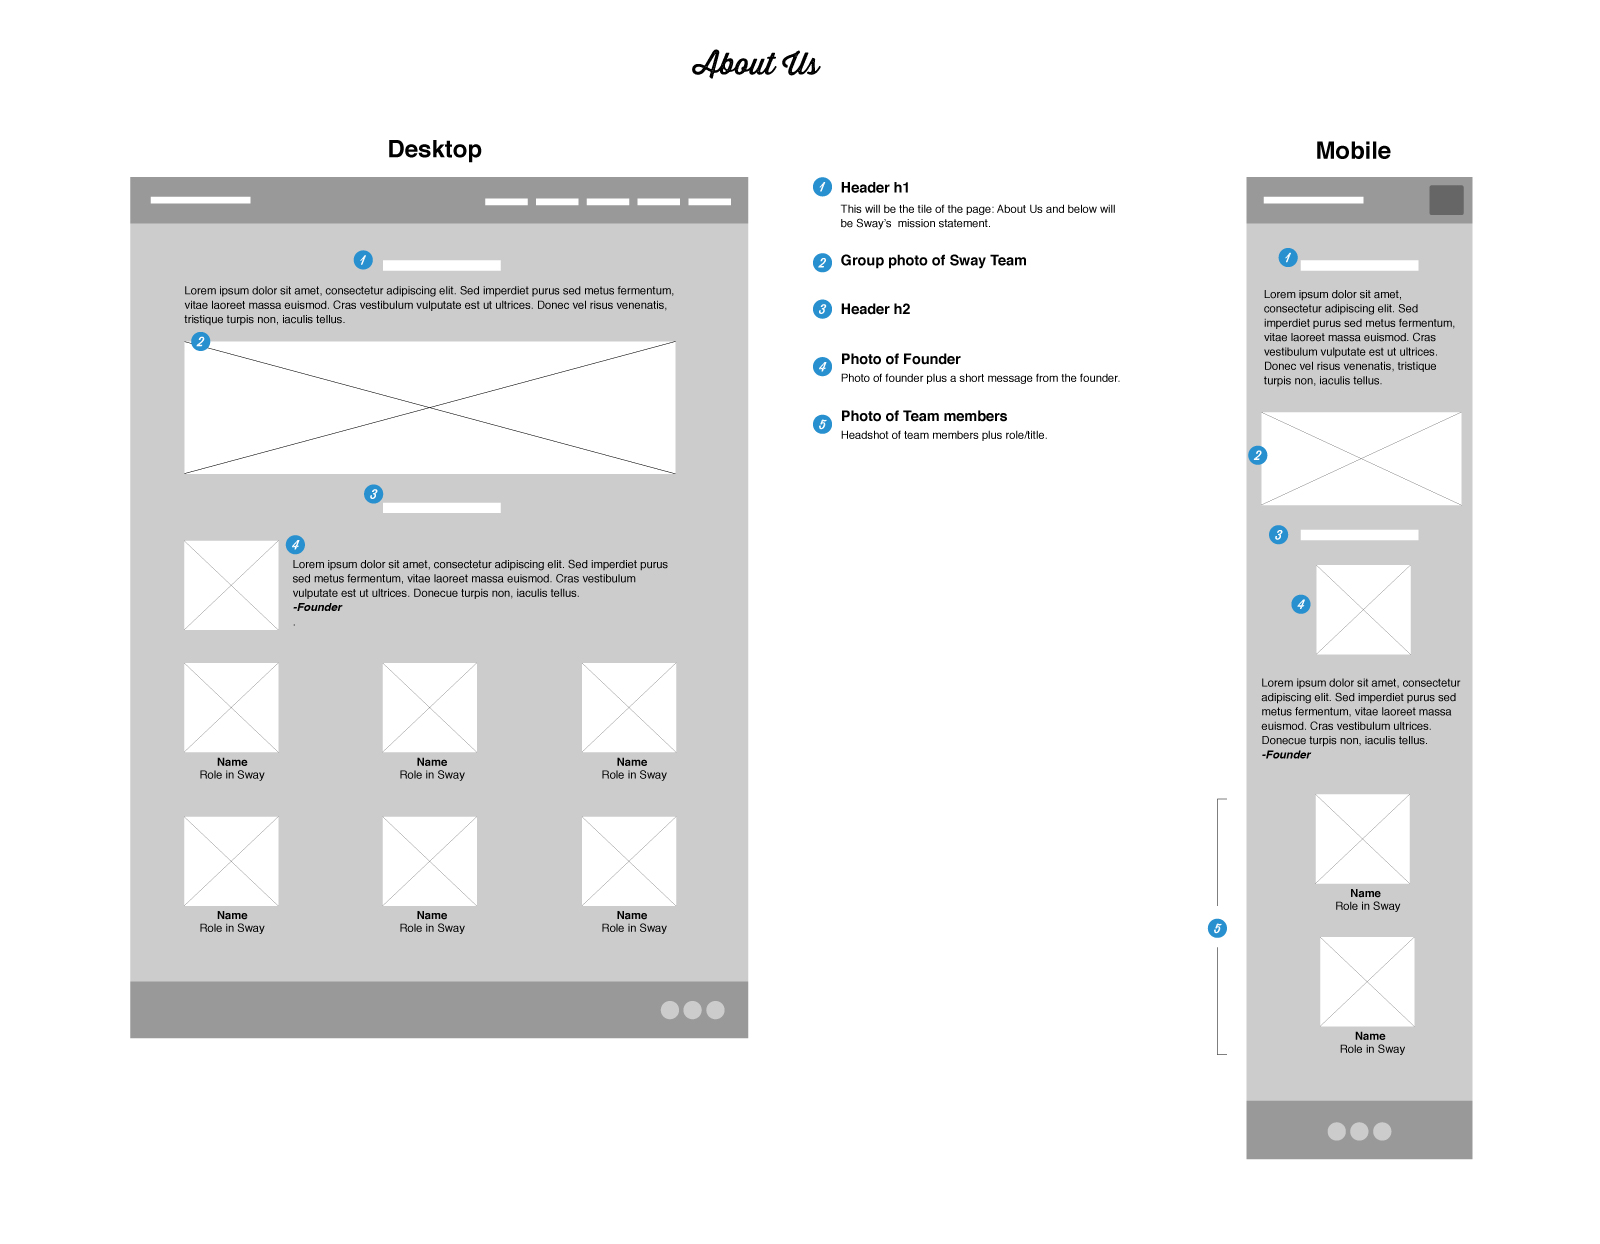 About Us
Desktop
1
Lorem ipsum dolor sit amet, consectetur adipiscing elit. Sed imperdiet purus sed metus fermentum,
vitae laoreet massa euismod. Cras vestibulum vulputate est ut ultrices. Donec vel risus venenatis,
tristique turpis non, iaculis tellus.
2
3
4
Lorem ipsum dolor sit amet, consectetur adipiscing elit. Sed imperdiet purus
sed metus fermentum, vitae laoreet massa euismod. Cras vestibulum
vulputate est ut ultrices. Donecue turpis non, iaculis tellus.
-Founder
.
Name Name Name
Role in Sway Role in Sway Role in Sway
Name Name Name
Role in Sway Role in Sway Role in Sway
1 Header h1
This will be the tile of the page: About Us and below will
be Sway’s  mission statement.
2 Group photo of Sway Team
3 Header h2
4 Photo of Founder
Photo of founder plus a short message from the founder.
5 Photo of Team members
Headshot of team members plus role/title.
Mobile
1
Lorem ipsum dolor sit amet,
consectetur adipiscing elit. Sed
imperdiet purus sed metus fermentum,
vitae laoreet massa euismod. Cras
vestibulum vulputate est ut ultrices.
Donec vel risus venenatis, tristique
turpis non, iaculis tellus.
2
3
4
Lorem ipsum dolor sit amet, consectetur
adipiscing elit. Sed imperdiet purus sed
metus fermentum, vitae laoreet massa
euismod. Cras vestibulum ultrices.
Donecue turpis non, iaculis tellus.
-Founder
Name
Role in Sway
5
Name
Role in Sway